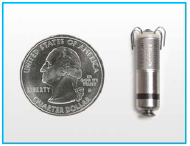 UNITED STATES OF AMERICA
LIBERTY
QUARTER DOLLAR